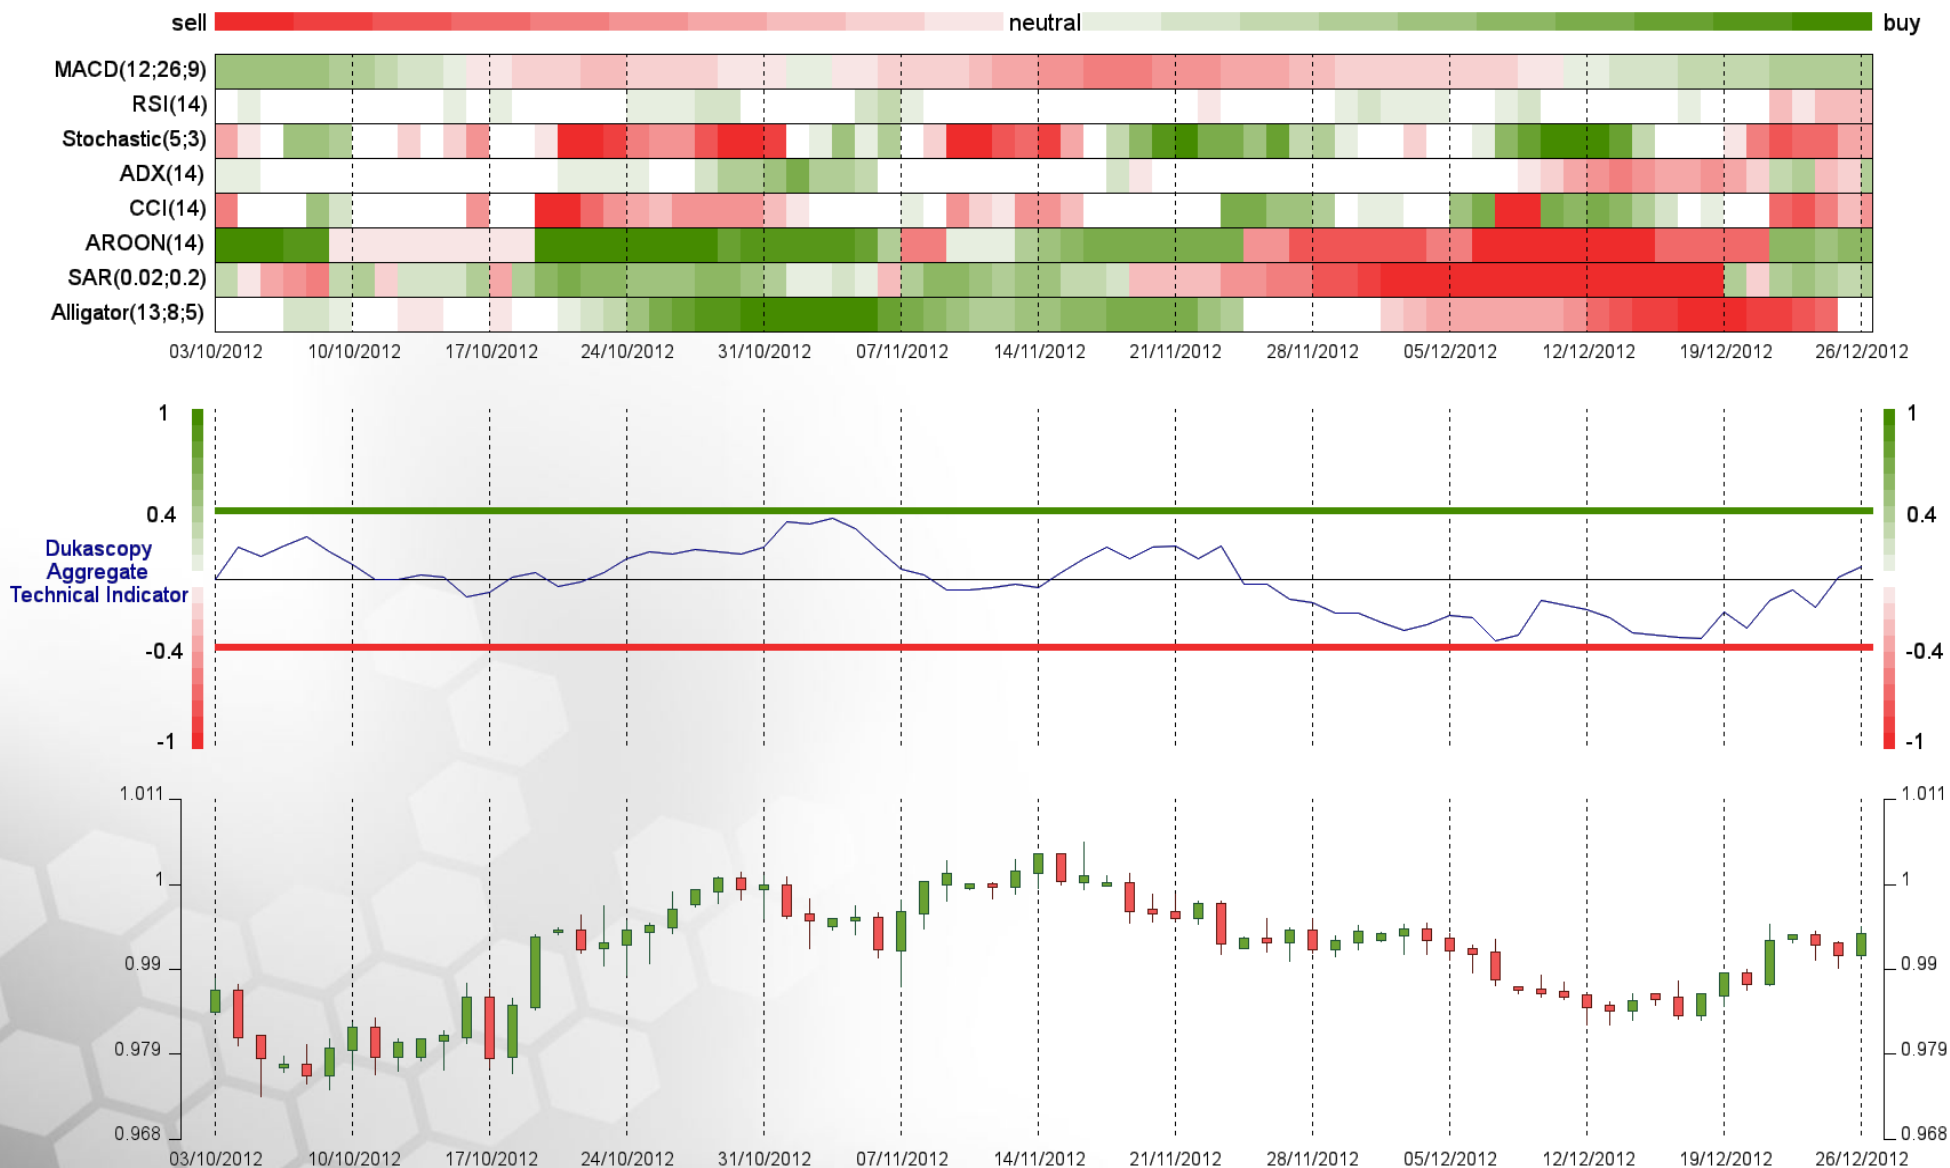 sell neutral buy
MACD(12;26;9)
RSI(14)
Stochastic(5;3)
ADX(14)
CCI(14)
AROON(14)
SAR(0.02;0.2)
Alligator(13;8;5)
03/10/2012 10/10/2012 17/10/2012 24/10/2012 31/10/2012 07/11/2012 14/11/2012 21/11/2012 28/11/2012 05/12/2012 12/12/2012 19/12/2012 26/12/2012
1 1
0.4 0.4
Dukascopy
Aggregate
Technical Indicator
-0.4 -0.4
-1 -1
1.011 1.011
1 1
0.99 0.99
0.979 0.979
0.968 0.968
03/10/2012 10/10/2012 17/10/2012 24/10/2012 31/10/2012 07/11/2012 14/11/2012 21/11/2012 28/11/2012 05/12/2012 12/12/2012 19/12/2012 26/12/2012